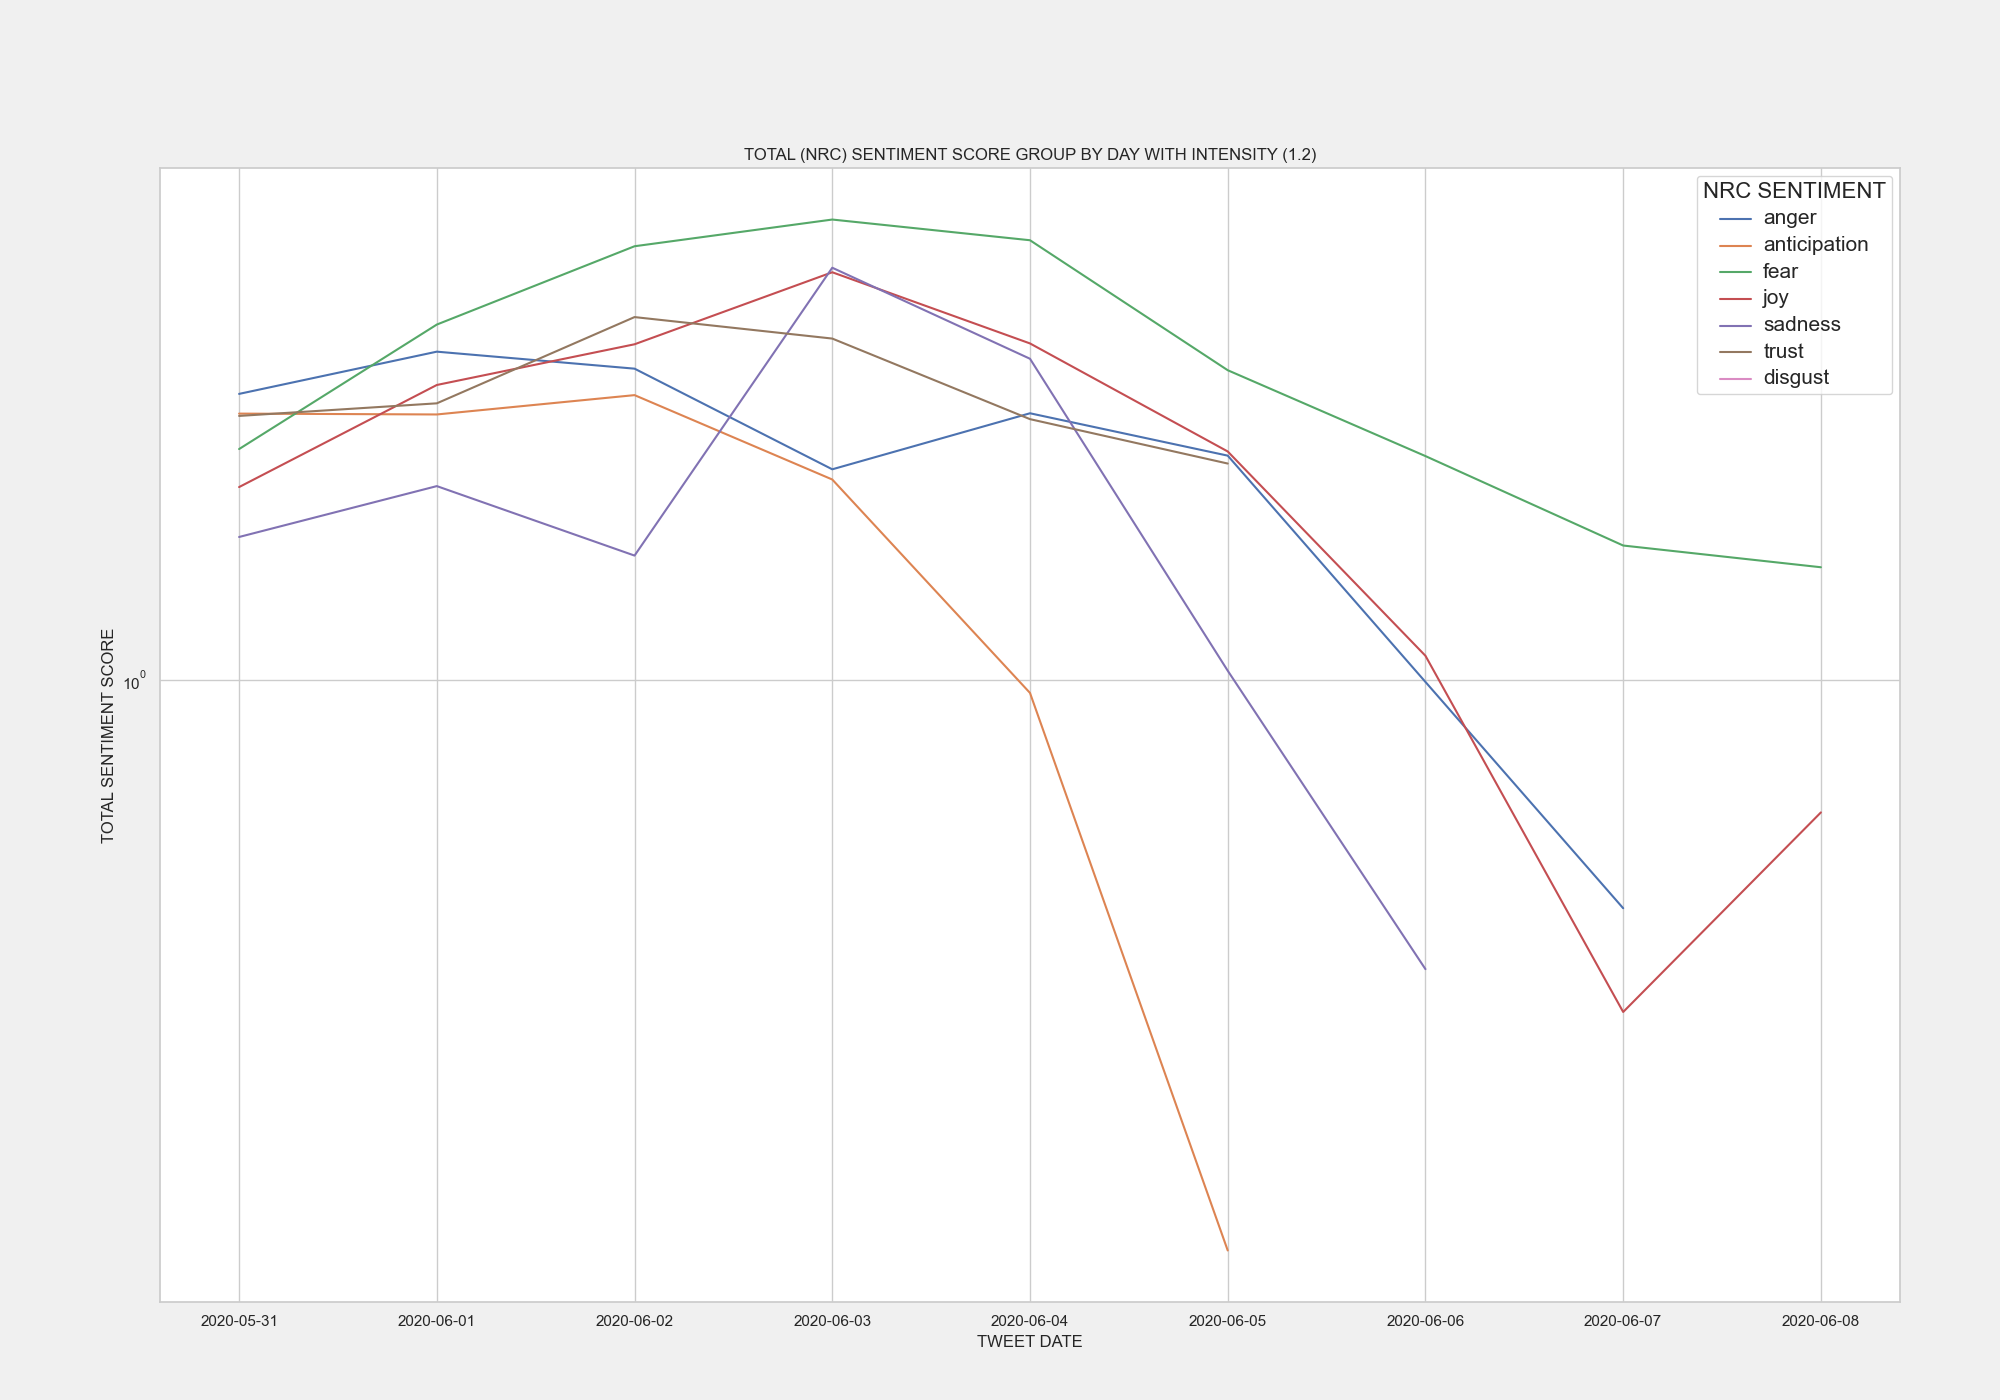 TOTAL (NRC) SENTIMENT SCORE GROUP BY DAY WITH INTENSITY (1.2)
NRC SENTIMENT
anger
anticipation
fear
joy
sadness
trust
disgust
TOTAL SENTIMENT SCORE
10⁰
2020-05-31 2020-06-01 2020-06-02 2020-06-03 2020-06-04 2020-06-05 2020-06-06 2020-06-07 2020-06-08
TWEET DATE